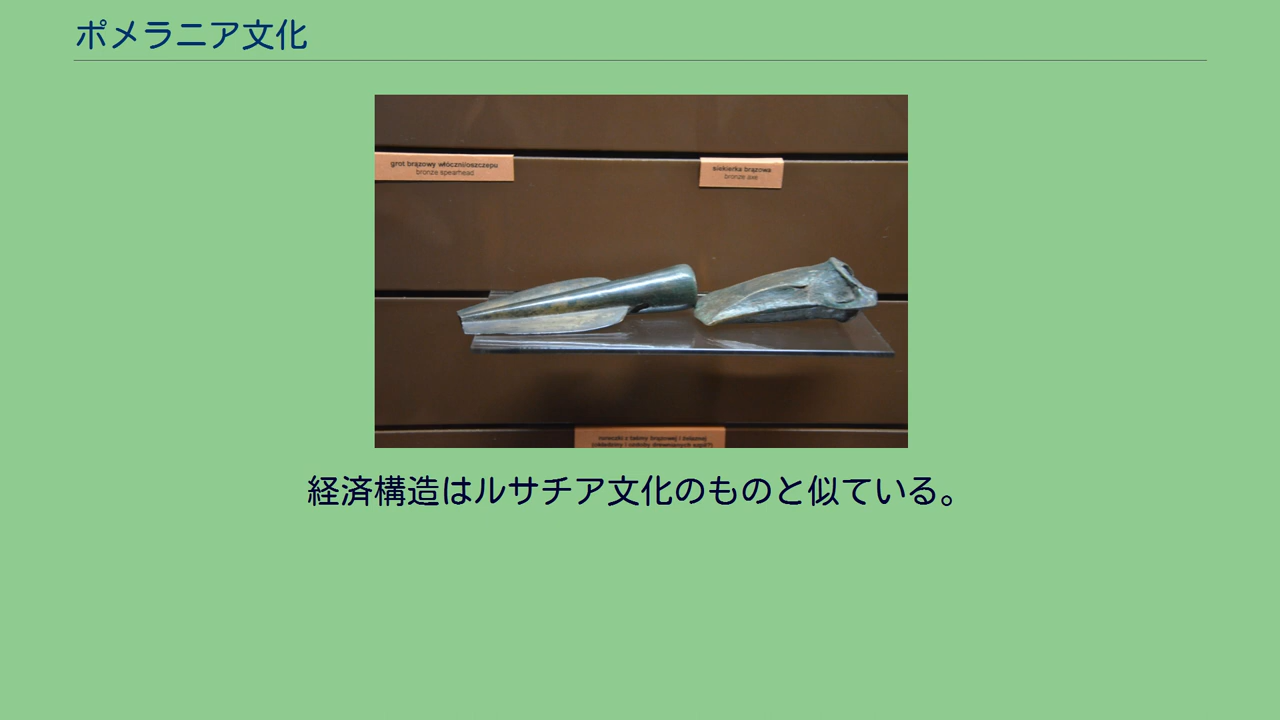 ポメラニア文化
grot brązowy włóczni/oszczepu
bronze spearhead
siekierka brązowa
bronze axe
経済構造はルサチア文化のものと似ている。